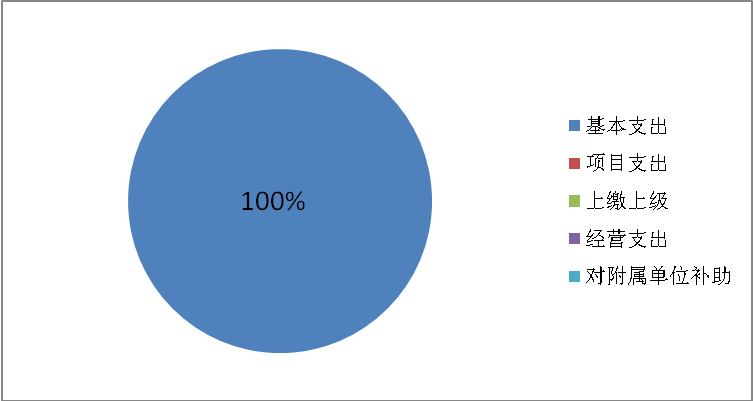 100%
基本支出
项目支出
上缴上级
经营支出
对附属单位补助